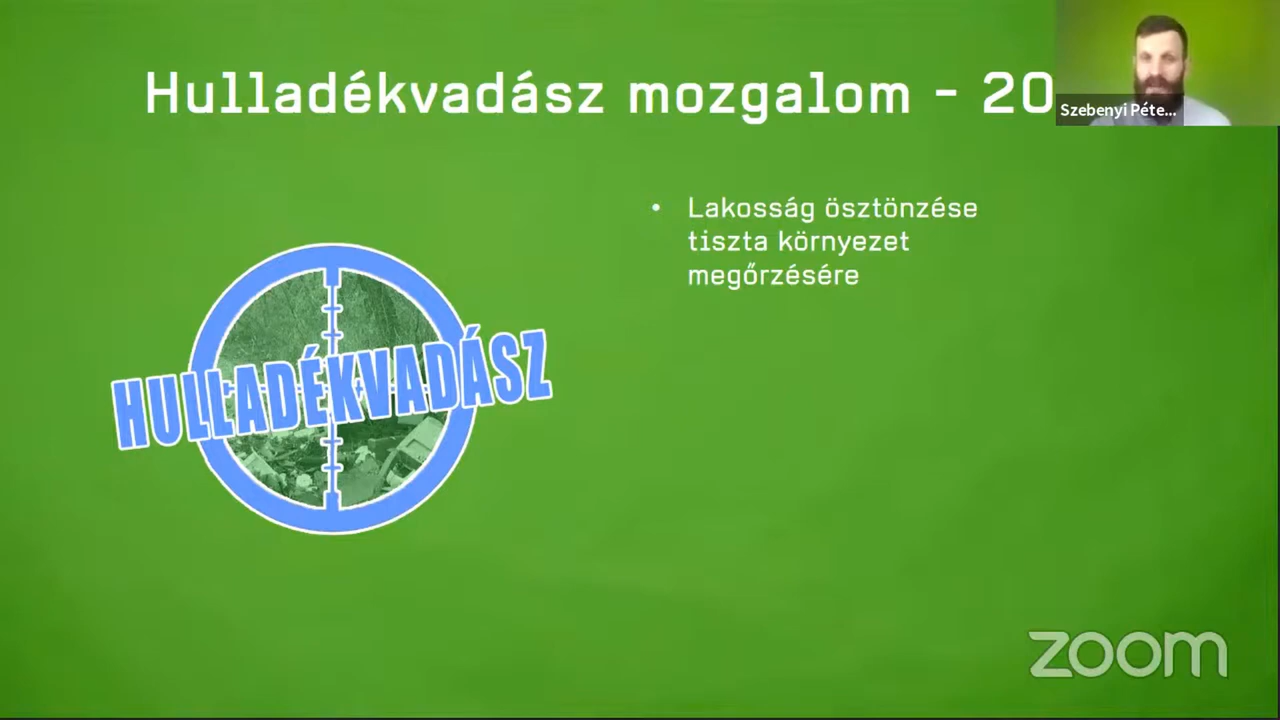 Hulladékvadász mozgalom - 20
Szebenyi Péte...
• Lakosság ösztönzése
tiszta környezet
megőrzésére
HULLADÉKVADÁSZ
zoom